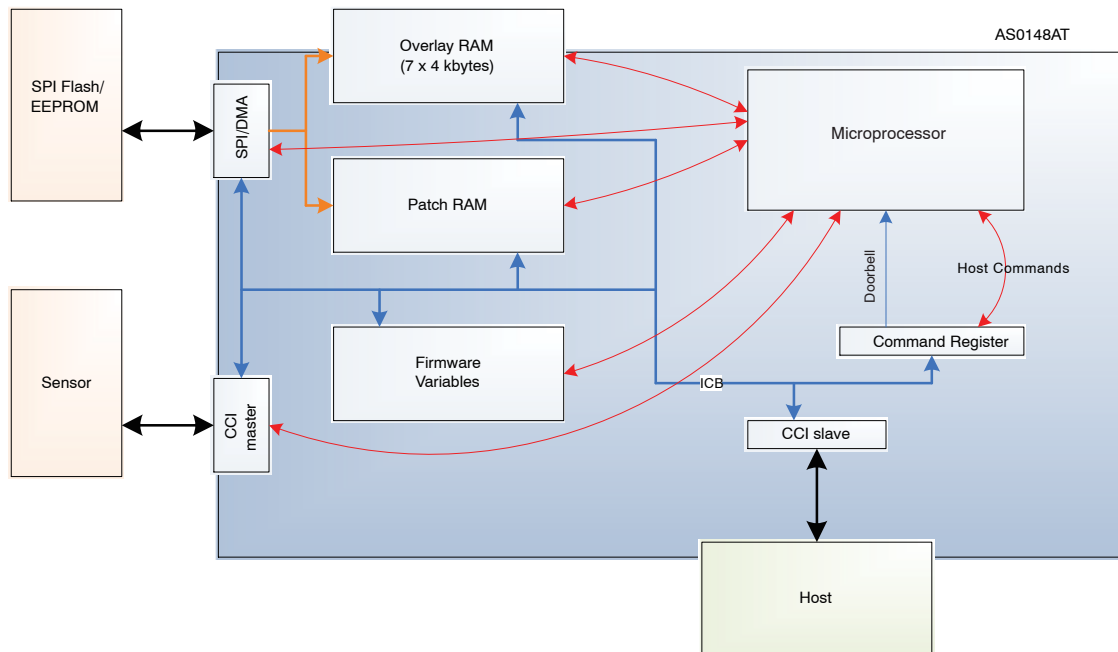 AS0148AT
SPI Flash/
EEPROM
SPI/DMA
Overlay RAM
(7 x 4 kbytes)
Microprocessor
Patch RAM
Doorbell
Host Commands
Sensor
CCI
master
Firmware
Variables
Command Register
ICB
CCI slave
Host